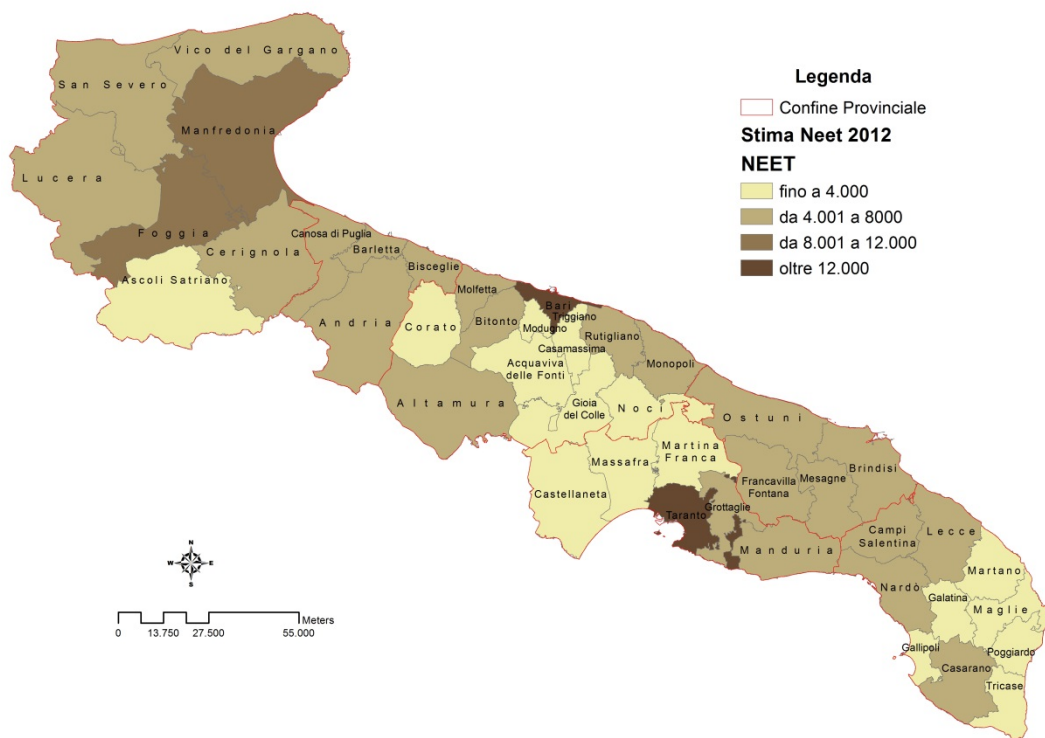 Vico del Gargano
San Severo
Manfredonia
Lucera
Foggia
Cerignola
Ascoli Satriano
Canosa di Puglia
Barletta
Bisceglie
Andria
Corato
Molfetta
Bitonto
Bari
Triggiano
Modugno
Rutigliano
Casamassima
Monopoli
Acquaviva
delle Fonti
Altamura
Gioia
del Colle
Noci
Ostuni
Martina
Franca
Massafra
Castellaneta
Brindisi
Mesagne
Francavilla
Fontana
Grottaglie
Taranto
Manduria
Campi
Salentina
Lecce
Martano
Nardò
Galatina
Maglie
Gallipoli
Poggiardo
Casarano
Tricase
Legenda
Confine Provinciale
Stima Neet 2012
NEET
fino a 4.000
da 4.001 a 8000
da 8.001 a 12.000
oltre 12.000
N
W E
S
Meters
0 13.750 27.500 55.000